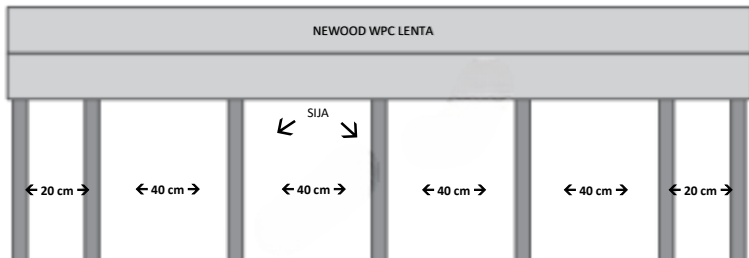 NEWOOD WPC LENTA
SIJA
← 20 cm → ← 40 cm → ← 40 cm → ← 40 cm → ← 40 cm → ← 20 cm →